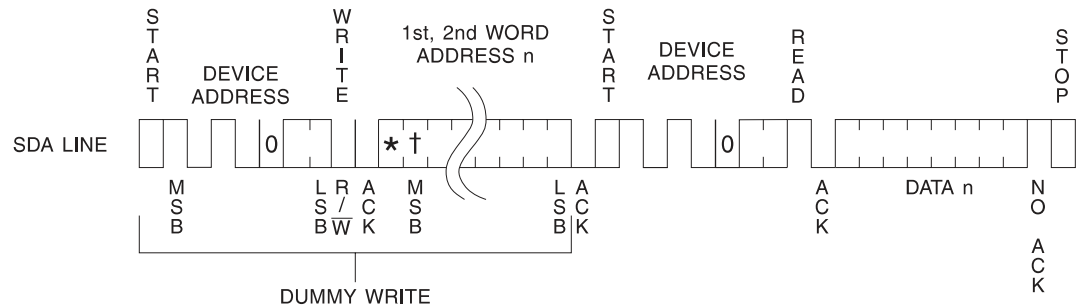 START
DEVICE
ADDRESS
WRITE
1st, 2nd WORD
ADDRESS n
START
DEVICE
ADDRESS
READ
STOP
SDA LINE
0
* †
0
MSB
LSB
R/W̅
ACK
MSB
LSB
ACK
ACK
DATA n
NO ACK
DUMMY WRITE